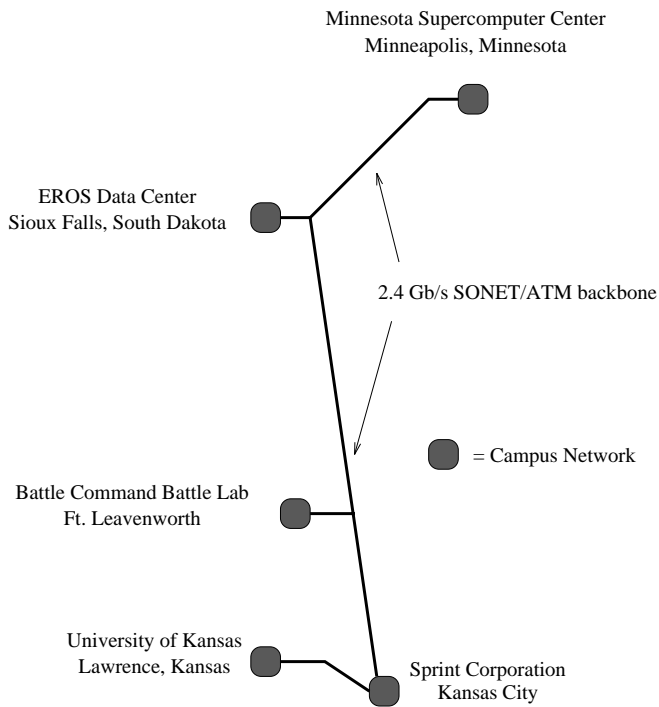 Minnesota Supercomputer Center
Minneapolis, Minnesota
EROS Data Center
Sioux Falls, South Dakota
2.4 Gb/s SONET/ATM backbone
= Campus Network
Battle Command Battle Lab
Ft. Leavenworth
University of Kansas
Lawrence, Kansas
Sprint Corporation
Kansas City